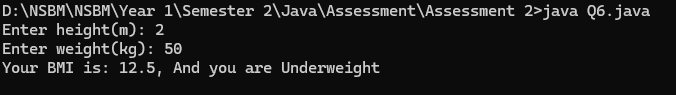 D:\NSBM\NSBM\Year 1\Semester 2\Java\Assessment\Assessment 2>java Q6.java
Enter height(m): 2
Enter weight(kg): 50
Your BMI is: 12.5, And you are Underweight